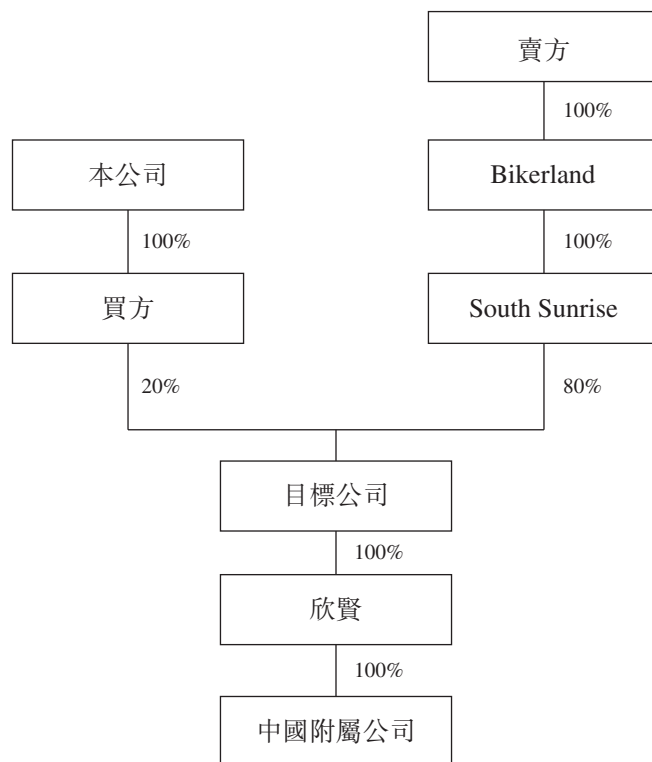 賣方
100%
本公司
Bikerland
100%
100%
買方
South Sunrise
20%
80%
目標公司
100%
欣賢
100%
中國附屬公司